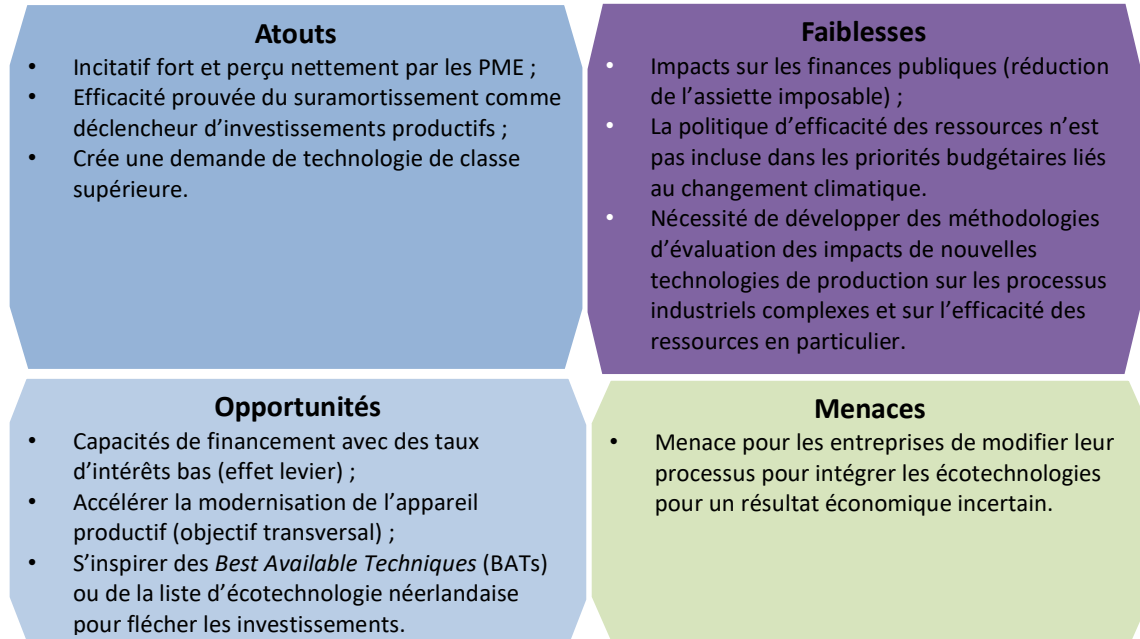 Atouts
• Incitatif fort et perçu nettement par les PME ;
• Efficacité prouvée du suramortissement comme
déclencheur d’investissements productifs ;
• Crée une demande de technologie de classe
supérieure.
Faiblesses
• Impacts sur les finances publiques (réduction
de l’assiette imposable) ;
• La politique d’efficacité des ressources n’est
pas incluse dans les priorités budgétaires liés
au changement climatique.
• Nécessité de développer des méthodologies
d’évaluation des impacts de nouvelles
technologies de production sur les processus
industriels complexes et sur l’efficacité des
ressources en particulier.
Opportunités
• Capacités de financement avec des taux
d’intérêts bas (effet levier) ;
• Accélérer la modernisation de l’appareil
productif (objectif transversal) ;
• S’inspirer des Best Available Techniques (BATs)
ou de la liste d’écotechnologie néerlandaise
pour flécher les investissements.
Menaces
• Menace pour les entreprises de modifier leur
processus pour intégrer les écotechnologies
pour un résultat économique incertain.